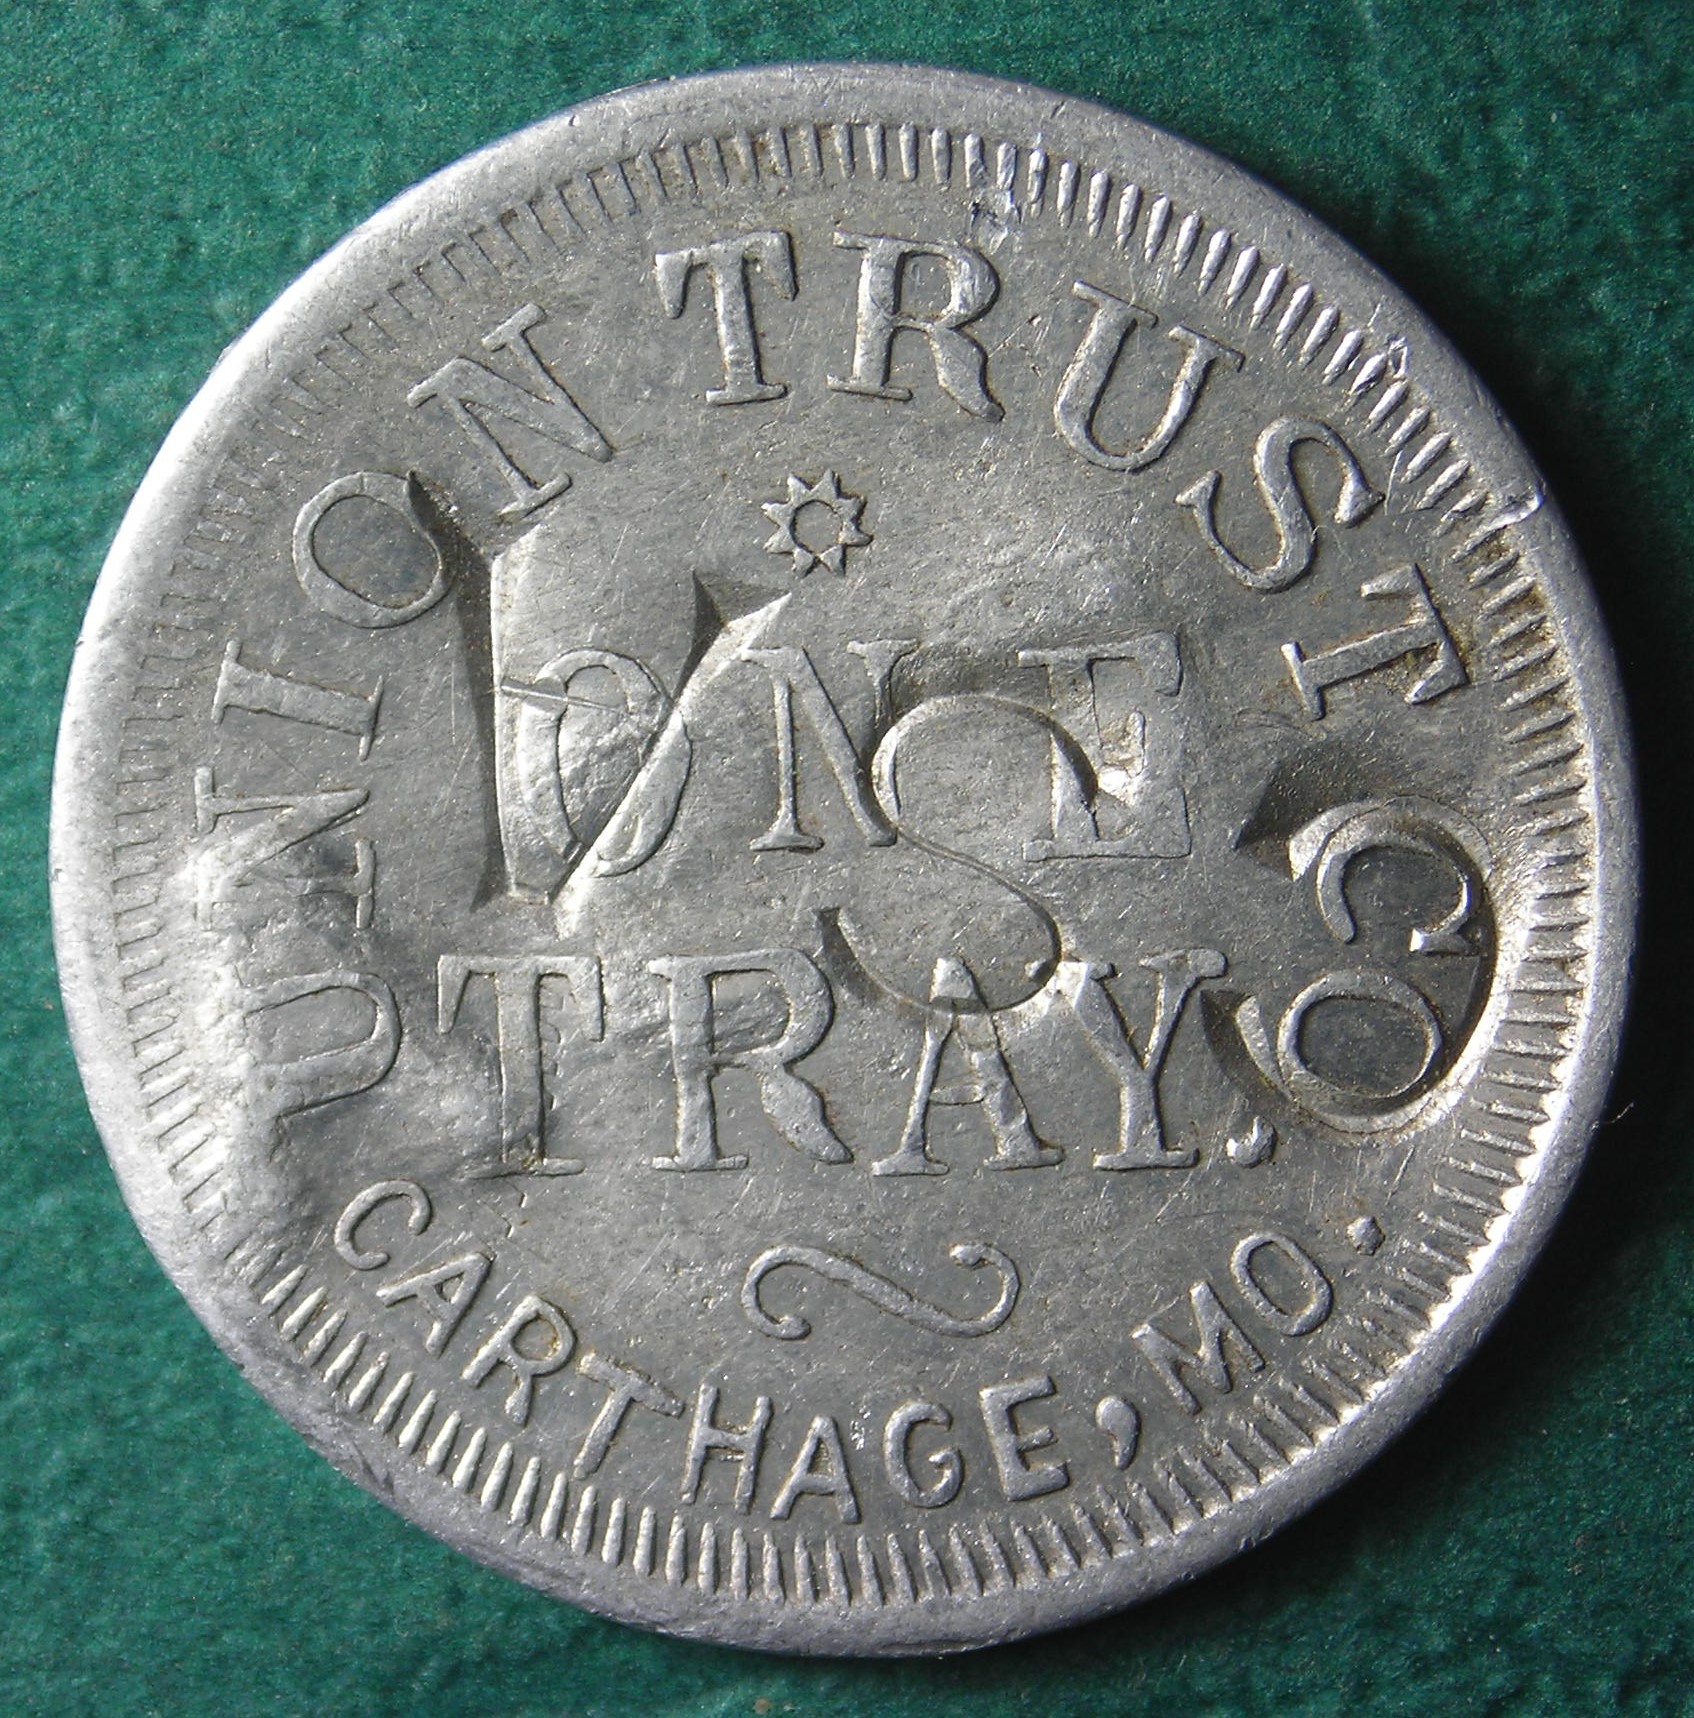 UNION TRUST CO
ONE
TRAY.
CARTHAGE, MO.